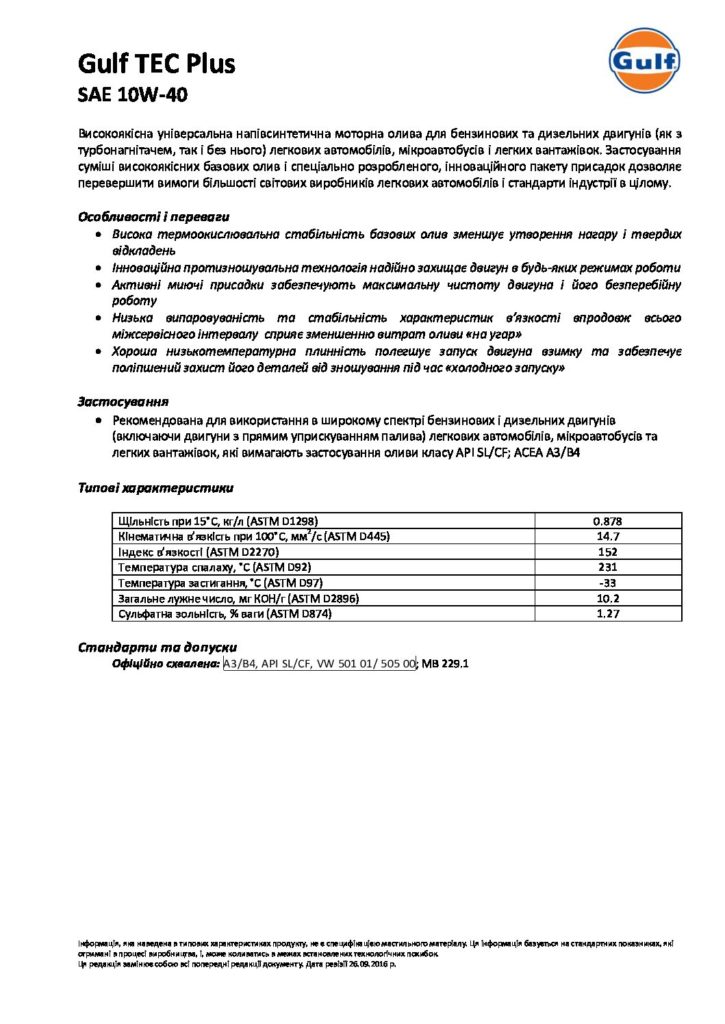 Gulf TEC Plus
SAE 10W-40
Gulf
Високоякісна універсальна напівсинтетична моторна олива для бензинових та дизельних двигунів (як з
турбонагнітачем, так і без нього) легкових автомобілів, мікроавтобусів і легких вантажівок. Застосування
суміші високоякісних базових олив і спеціально розробленого, інноваційного пакету присадок дозволяє
перевершити вимоги більшості світових виробників легкових автомобілів і стандарти індустрії в цілому.
Особливості і переваги
• Висока термоокислювальна стабільність базових олив зменшує утворення нагару і твердих
відкладень
• Інноваційна протизношувальна технологія надійно захищає двигун в будь-яких режимах роботи
• Активні миючі присадки забезпечують максимальну чистоту двигуна і його безперебійну
роботу
• Низька випаровуваність та стабільність характеристик в’язкості впродовж всього
міжсервісного інтервалу сприяє зменшенню витрат оливи «на угар»
• Хороша низькотемпературна плинність полегшує запуск двигуна взимку та забезпечує
поліпшений захист його деталей від зношування під час «холодного запуску»
Застосування
• Рекомендована для використання в широкому спектрі бензинових і дизельних двигунів
(включаючи двигуни з прямим уприскуванням палива) легкових автомобілів, мікроавтобусів та
легких вантажівок, які вимагають застосування оливи класу API SL/CF; ACEA A3/B4
Типові характеристики
Щільність при 15°C, кг/л (ASTM D1298) 0.878
Кінематична в’язкість при 100°C, мм²/с (ASTM D445) 14.7
Індекс в’язкості (ASTM D2270) 152
Температура спалаху, °C (ASTM D92) 231
Температура застигання, °C (ASTM D97) -33
Загальне лужне число, мг КОН/г (ASTM D2896) 10.2
Сульфатна зольність, % ваги (ASTM D874) 1.27
Стандарти та допуски
Офіційно схвалена: A3/B4, API SL/CF, VW 501 01/ 505 00; MB 229.1
Інформація, яка наведена в типових характеристиках продукту, не є специфікацією мастильного матеріалу. Ця інформація базується на стандартних показниках, які
отримані в процесі виробництва, і, може коливатись в межах встановлених технологічних похибок.
Ця редакція замінює собою всі попередні редакції документу. Дата ревізії 26.09.2016 р.